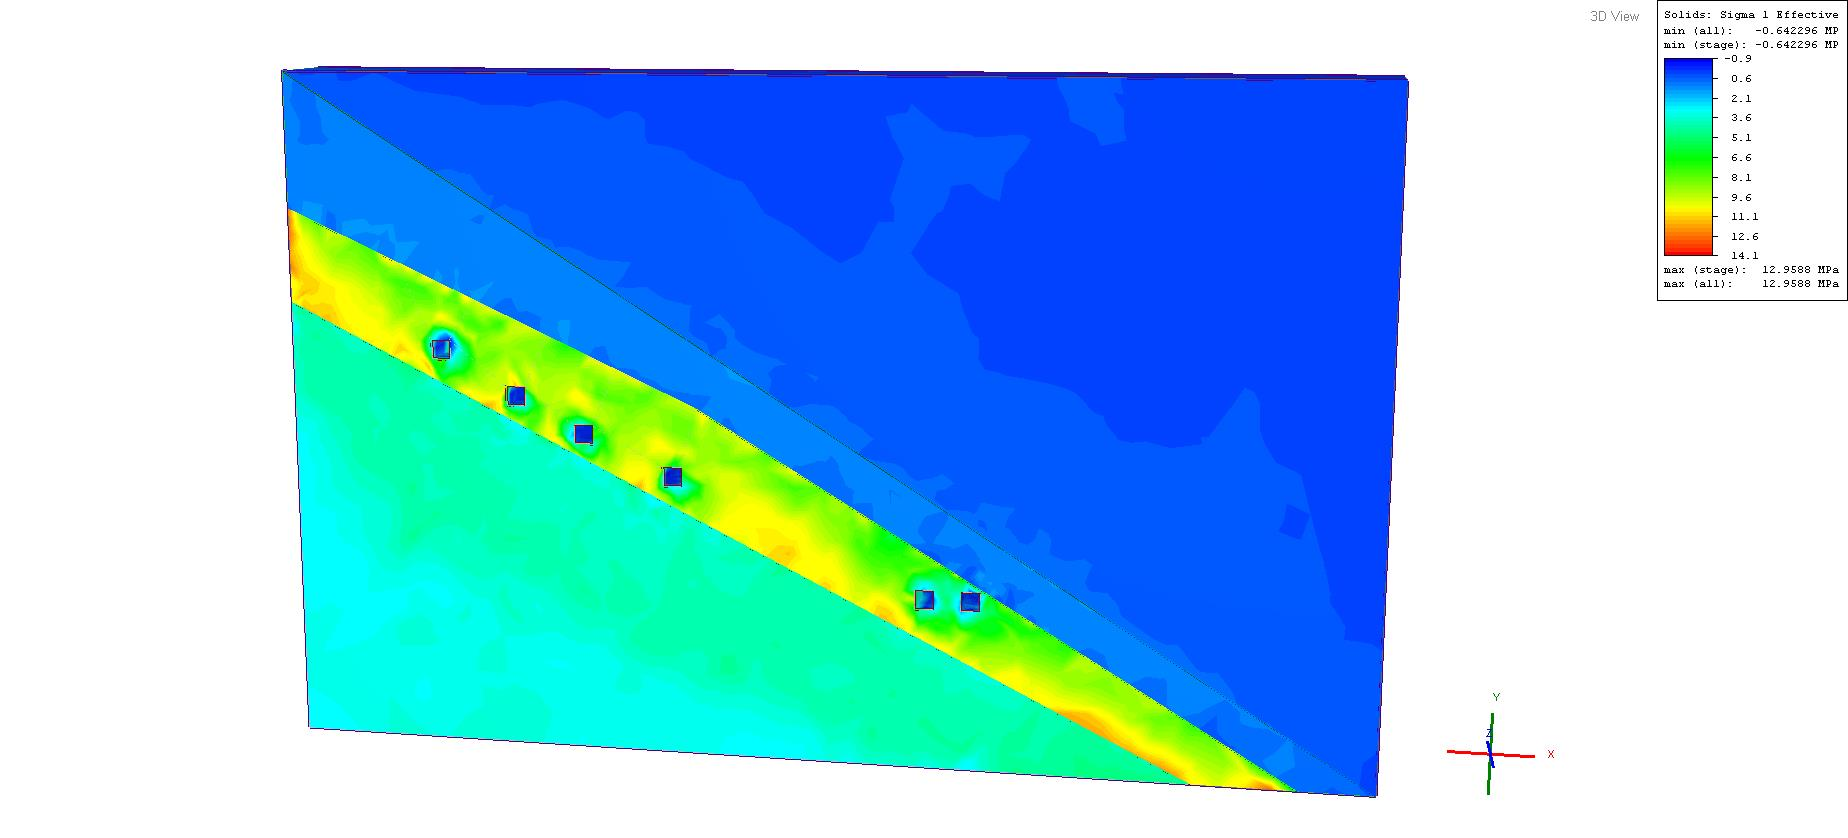 3D View
Solids: Sigma 1 Effective
min (all): -0.642296 MP
min (stage): -0.642296 MP
-0.9
0.6
2.1
3.6
5.1
6.6
8.1
9.6
11.1
12.6
14.1
max (stage): 12.9588 MPa
max (all): 12.9588 MPa
Y
Z
X